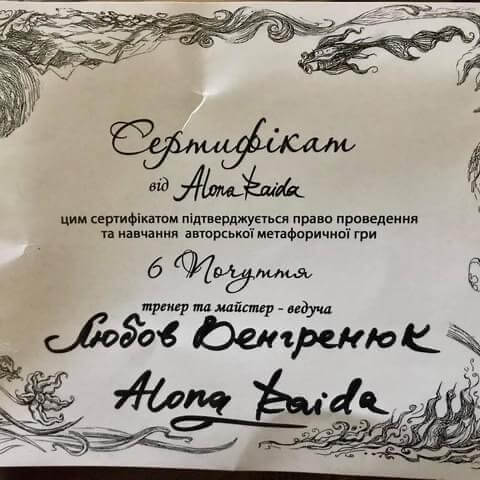 Сертифікат
від Alona Kaida
цим сертифікатом підтверджується право проведення
та навчання авторської метафоричної гри
6 Почуття
тренер та майстер - ведуча
Любов Венгренюк
Alona Kaida